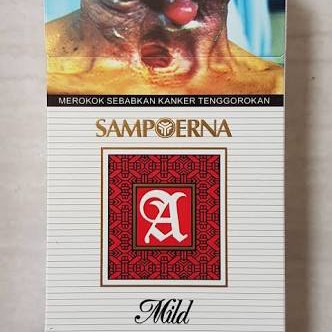 MEROKOK SEBABKAN KANKER TENGGOROKAN
SAMPOERNA
A
Mild